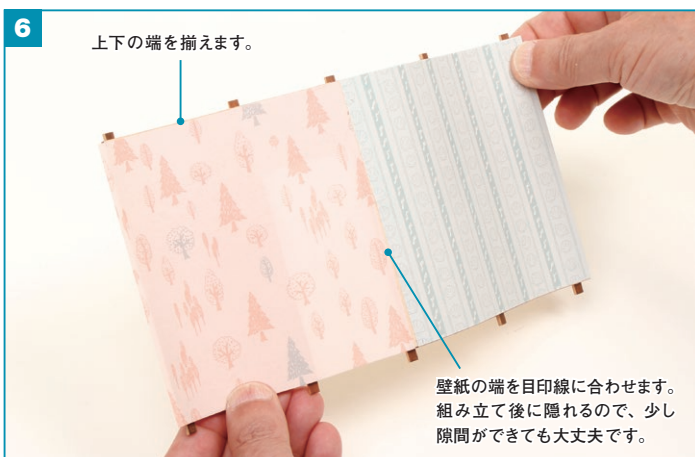 6
上下の端を揃えます。
壁紙の端を目印線に合わせます。
組み立て後に隠れるので、少し
隙間ができても大丈夫です。